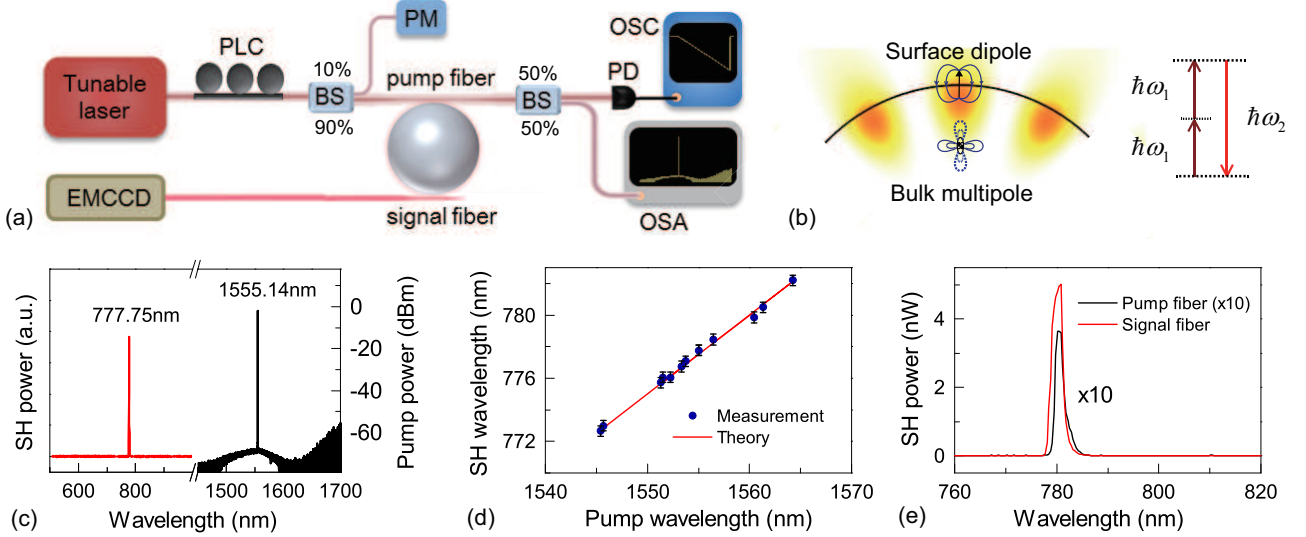 (a)
Tunable
laser
PLC
10%
BS
90%
PM
pump fiber
50%
BS
50%
PD
OSC
OSA
EMCCD
signal fiber
(b)
Surface dipole
Bulk multipole
ħω₁
ħω₁
ħω₂
(c)
SH power (a.u.)
777.75nm
1555.14nm
0
-20
-40
-60
Pump power (dBm)
600 800 1500 1600 1700
Wavelength (nm)
(d)
SH wavelength (nm)
780
776
772
Measurement
Theory
1540 1550 1560 1570
Pump wavelength (nm)
(e)
SH power (nW)
4
2
0
Pump fiber (x10)
Signal fiber
x10
760 780 800 820
Wavelength (nm)